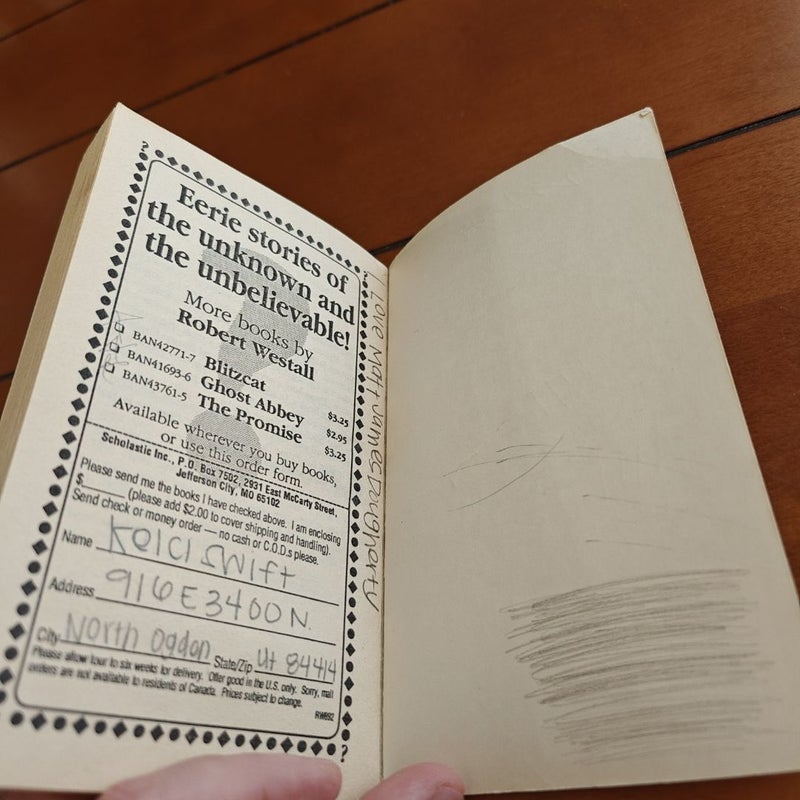 Eerie stories of
the unknown and
the unbelievable!
More books by
Robert Westall
BAN42771-7 Blitzcat $3.25
BAN41693-6 Ghost Abbey $2.95
BAN43761-5 The Promise $3.25
Available wherever you buy books,
or use this order form.
Scholastic Inc., P.O. Box 7502, 2931 East McCarty Street,
Jefferson City, MO 65102
Please send me the books I have checked above. I am enclosing
$______ (please add $2.00 to cover shipping and handling).
Send check or money order — no cash or C.O.D.s please.
Name Kelci Swift
Address 916 E 3400 N.
City North Ogdon State/Zip Ut 84414
Please allow four to six weeks for delivery. Offer good in the U.S. only. Sorry, mail
orders are not available to residents of Canada. Prices subject to change.
RW892
Love Matt James Dougherty